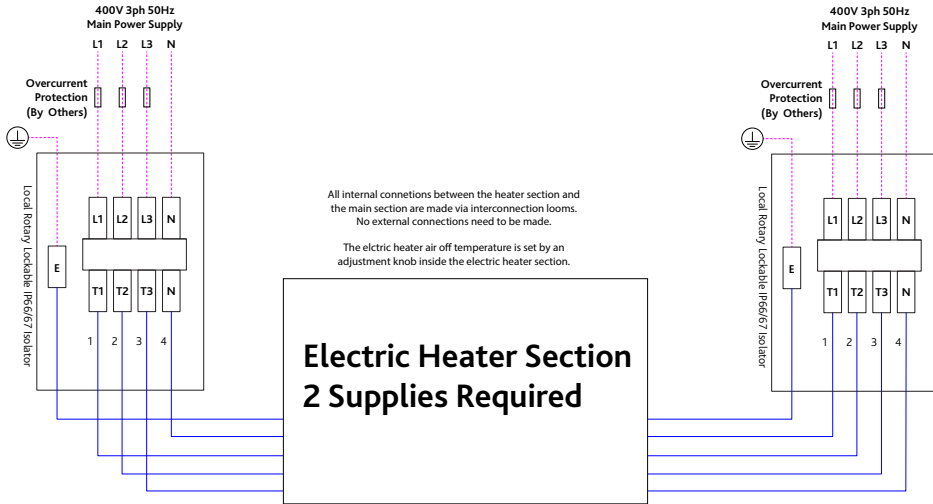 400V 3ph 50Hz
Main Power Supply
L1 L2 L3 N
Overcurrent
Protection
(By Others)
Local Rotary Lockable IP66/67 Isolator
L1 L2 L3 N
E
T1 T2 T3 N
1 2 3 4
All internal connetions between the heater section and
the main section are made via interconnection looms.
No external connections need to be made.
The elctric heater air off temperature is set by an
adjustment knob inside the electric heater section.
Electric Heater Section
2 Supplies Required
400V 3ph 50Hz
Main Power Supply
L1 L2 L3 N
Overcurrent
Protection
(By Others)
Local Rotary Lockable IP66/67 Isolator
L1 L2 L3 N
E
T1 T2 T3 N
1 2 3 4